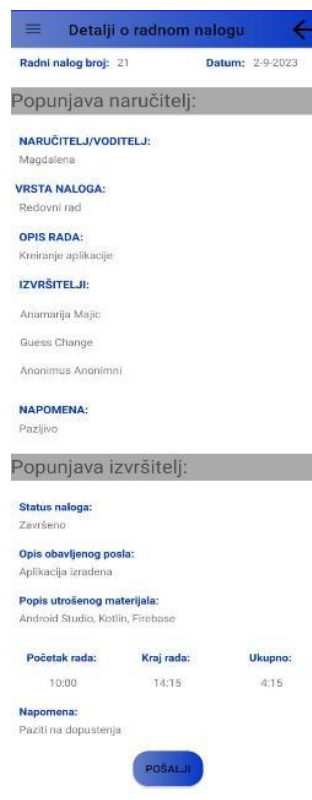 Detalji o radnom nalogu
Radni nalog broj: 21 Datum: 2-9-2023
Popunjava naručitelj:
NARUČITELJ/VODITELJ:
Magdalena
VRSTA NALOGA:
Redovni rad
OPIS RADA:
Kreiranje aplikacije
IZVRŠITELJI:
Anamarija Majic
Guess Change
Anonimus Anonimni
NAPOMENA:
Pazljivo
Popunjava izvršitelj:
Status naloga:
Završeno
Opis obavljenog posla:
Aplikacija izradena
Popis utrošenog materijala:
Android Studio, Kotlin, Firebase
Početak rada: Kraj rada: Ukupno:
10:00 14:15 4:15
Napomena:
Paziti na dopustenja
POŠALJI